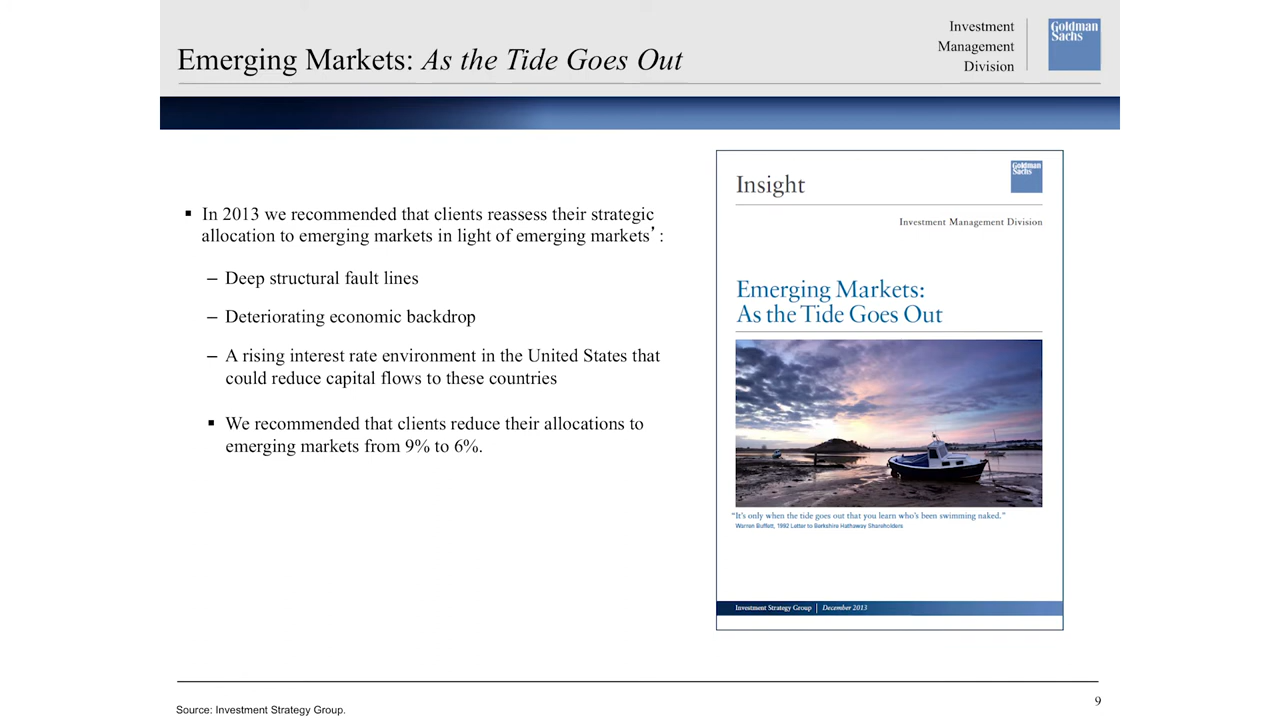 Emerging Markets: As the Tide Goes Out
Investment
Management
Division
Goldman
Sachs
▪ In 2013 we recommended that clients reassess their strategic
allocation to emerging markets in light of emerging markets’:
– Deep structural fault lines
– Deteriorating economic backdrop
– A rising interest rate environment in the United States that
could reduce capital flows to these countries
▪ We recommended that clients reduce their allocations to
emerging markets from 9% to 6%.
Insight
Goldman
Sachs
Investment Management Division
Emerging Markets:
As the Tide Goes Out
“It’s only when the tide goes out that you learn who’s been swimming naked.”
Warren Buffett, 1992 Letter to Berkshire Hathaway Shareholders
Investment Strategy Group | December 2013
Source: Investment Strategy Group.
9